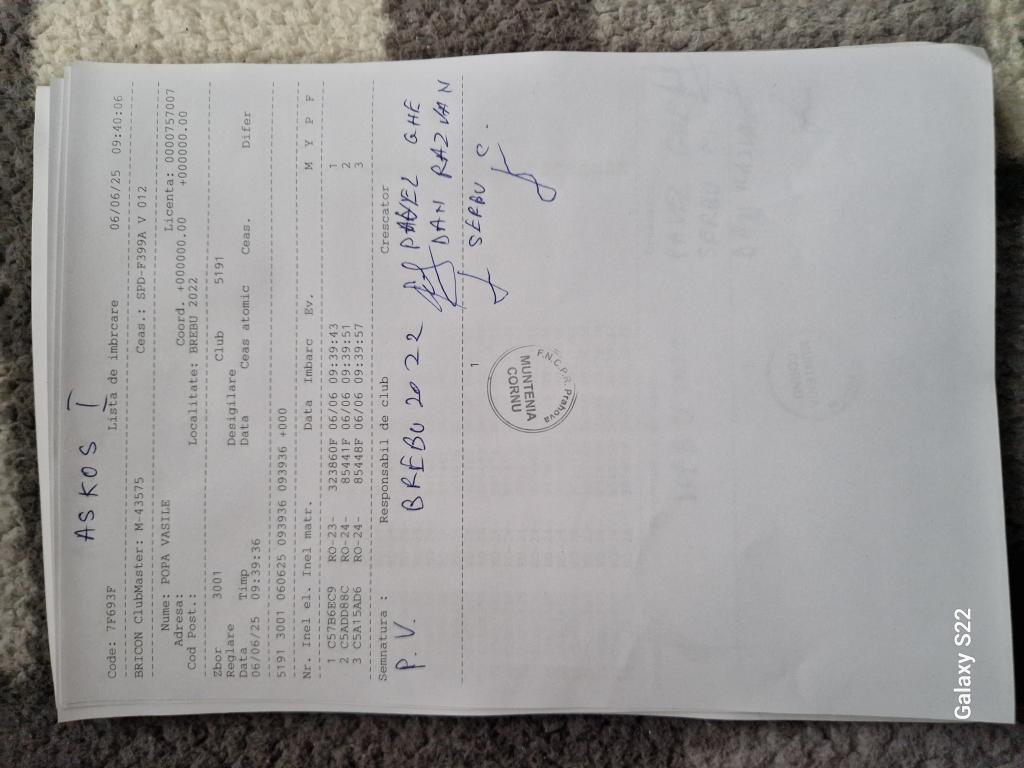 ASKOS I
Code: 7F693F Lista de imbrcare 06/06/25 09:40:06
BRICON ClubMaster: M-43575 Ceas.: SPD-F399A V 012
Nume: POPA VASILE Licenta: 0000757007
Adresa: Coord. +000000.00 +000000.00
Cod Post.: Localitate: BREBU 2022
Zbor 3001 Club 5191
Reglare Desigilare
Data Timp Data Ceas atomic Ceas. Difer
06/06/25 09:39:36
5191 3001 060625 093936 093936 +000
Nr. Inel el. Inel matr. Data Imbarc Ev. M Y P F
1 C57B6EC9 RO-23- 323860F 06/06 09:39:43 1
2 C5ADD88C RO-24- 85441F 06/06 09:39:51 2
3 C5A15AD6 RO-24- 85448F 06/06 09:39:57 3
Semnatura : Responsabil de Club Crescator
P.V. BREBU 2022 PAVEL GHE
DAN RAZVAN
SERBU C.
1
F.N.C.P.R. Prahova
MUNTENIA
CORNU
Galaxy S22